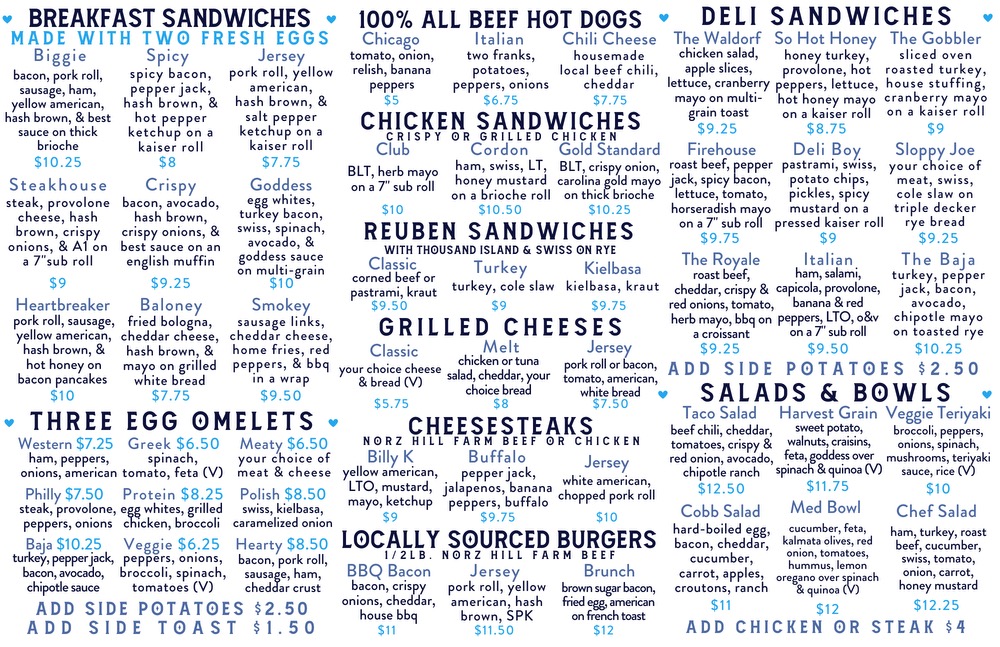 BREAKFAST SANDWICHES
MADE WITH TWO FRESH EGGS
Biggie
bacon, pork roll,
sausage, ham,
yellow american,
hash brown, & best
sauce on thick
brioche
$10.25
Spicy
spicy bacon,
pepper jack,
hash brown, &
hot pepper
ketchup on a
kaiser roll
$8
Jersey
pork roll, yellow
american,
hash brown, &
salt pepper
ketchup on a
kaiser roll
$7.75
Steakhouse
steak, provolone
cheese, hash
brown, crispy
onions, & A1 on
a 7"sub roll
$9
Crispy
bacon, avocado,
hash brown,
crispy onions, &
best sauce on an
english muffin
$9.25
Goddess
egg whites,
turkey bacon,
swiss, spinach,
avocado, &
goddess sauce
on multi-grain
$10
Heartbreaker
pork roll, sausage,
yellow american,
hash brown, &
hot honey on
bacon pancakes
$10
Baloney
fried bologna,
cheddar cheese,
hash brown, &
mayo on grilled
white bread
$7.75
Smokey
sausage links,
cheddar cheese,
home fries, red
peppers, & bbq
in a wrap
$9.50
THREE EGG OMELETS
Western $7.25
ham, peppers,
onions, american
Greek $6.50
spinach,
tomato, feta (V)
Meaty $6.50
your choice of
meat & cheese
Philly $7.50
steak, provolone,
peppers, onions
Protein $8.25
egg whites, grilled
chicken, broccoli
Polish $8.50
swiss, kielbasa,
caramelized onion
Baja $10.25
turkey, pepper jack,
bacon, avocado,
chipotle sauce
Veggie $6.25
peppers, onions,
broccoli, spinach,
tomatoes (V)
Hearty $8.50
bacon, pork roll,
sausage, ham,
cheddar crust
ADD SIDE POTATOES $2.50
ADD SIDE TOAST $1.50
100% ALL BEEF HOT DOGS
Chicago
tomato, onion,
relish, banana
peppers
$5
Italian
two franks,
potatoes,
peppers, onions
$6.75
Chili Cheese
housemade
local beef chili,
cheddar
$7.75
CHICKEN SANDWICHES
CRISPY OR GRILLED CHICKEN
Club
BLT, herb mayo
on a 7" sub roll
$10
Cordon
ham, swiss, LT,
honey mustard
on a brioche roll
$10.50
Gold Standard
BLT, crispy onion,
carolina gold mayo
on thick brioche
$10.25
REUBEN SANDWICHES
WITH THOUSAND ISLAND & SWISS ON RYE
Classic
corned beef or
pastrami, kraut
$9.50
Turkey
turkey, cole slaw
$9
Kielbasa
kielbasa, kraut
$9.75
GRILLED CHEESES
Classic
your choice cheese
& bread (V)
$5.75
Melt
chicken or tuna
salad, cheddar, your
choice bread
$8
Jersey
pork roll or bacon,
tomato, american,
white bread
$7.50
CHEESESTEAKS
NORZ HILL FARM BEEF OR CHICKEN
Billy K
yellow american,
LTO, mustard,
mayo, ketchup
$9
Buffalo
pepper jack,
jalapenos, banana
peppers, buffalo
$9.75
Jersey
white american,
chopped pork roll
$10
LOCALLY SOURCED BURGERS
1/2LB. NORZ HILL FARM BEEF
BBQ Bacon
bacon, crispy
onions, cheddar,
house bbq
$11
Jersey
pork roll, yellow
american, hash
brown, SPK
$11.50
Brunch
brown sugar bacon,
fried egg, american
on french toast
$12
DELI SANDWICHES
The Waldorf
chicken salad,
apple slices,
lettuce, cranberry
mayo on multi-
grain toast
$9.25
So Hot Honey
honey turkey,
provolone, hot
peppers, lettuce,
hot honey mayo
on a kaiser roll
$8.75
The Gobbler
sliced oven
roasted turkey,
house stuffing,
cranberry mayo
on a kaiser roll
$9
Firehouse
roast beef, pepper
jack, spicy bacon,
lettuce, tomato,
horseradish mayo
on a 7" sub roll
$9.75
Deli Boy
pastrami, swiss,
potato chips,
pickles, spicy
mustard on a
pressed kaiser roll
$9
Sloppy Joe
your choice of
meat, swiss,
cole slaw on
triple decker
rye bread
$9.25
The Royale
roast beef,
cheddar, crispy &
red onions, tomato,
herb mayo, bbq on
a croissant
$9.25
Italian
ham, salami,
capicola, provolone,
banana & red
peppers, LTO, o&v
on a 7" sub roll
$9.50
The Baja
turkey, pepper
jack, bacon,
avocado,
chipotle mayo
on toasted rye
$10.25
ADD SIDE POTATOES $2.50
SALADS & BOWLS
Taco Salad
beef chili, cheddar,
tomatoes, crispy &
red onion, avocado,
chipotle ranch
$12.50
Harvest Grain
sweet potato,
walnuts, craisins,
feta, goddess over
spinach & quinoa (V)
$11.75
Veggie Teriyaki
broccoli, peppers,
onions, spinach,
mushrooms, teriyaki
sauce, rice (V)
$10
Cobb Salad
hard-boiled egg,
bacon, cheddar,
cucumber,
carrot, apples,
croutons, ranch
$11
Med Bowl
cucumber, feta,
kalmata olives, red
onion, tomatoes,
hummus, lemon
oregano over spinach
& quinoa (V)
$12
Chef Salad
ham, turkey, roast
beef, cucumber,
swiss, tomato,
onion, carrot,
honey mustard
$12.25
ADD CHICKEN OR STEAK $4